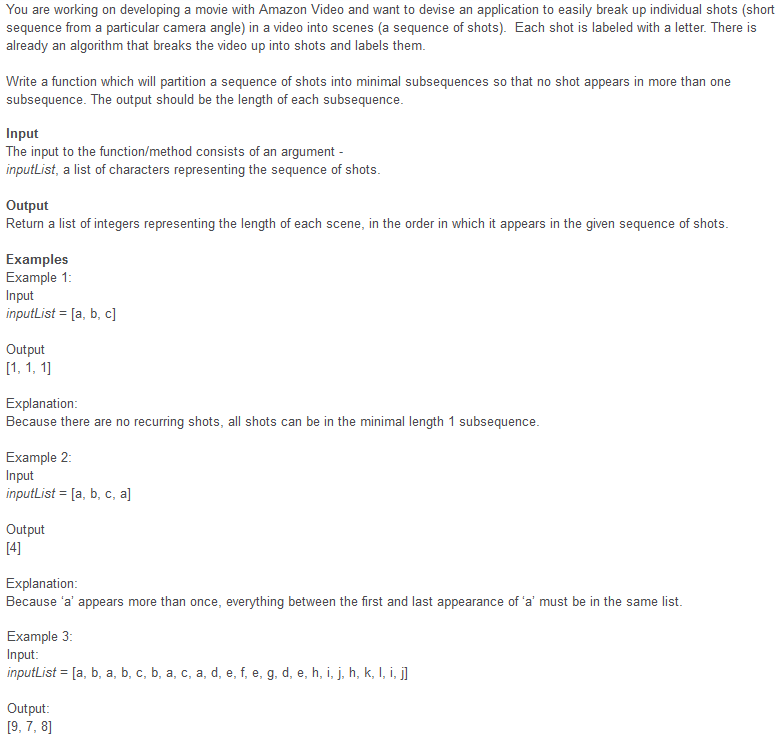 You are working on developing a movie with Amazon Video and want to devise an application to easily break up individual shots (short
sequence from a particular camera angle) in a video into scenes (a sequence of shots).  Each shot is labeled with a letter. There is
already an algorithm that breaks the video up into shots and labels them.
Write a function which will partition a sequence of shots into minimal subsequences so that no shot appears in more than one
subsequence. The output should be the length of each subsequence.
Input
The input to the function/method consists of an argument -
inputList, a list of characters representing the sequence of shots.
Output
Return a list of integers representing the length of each scene, in the order in which it appears in the given sequence of shots.
Examples
Example 1:
Input
inputList = [a, b, c]
Output
[1, 1, 1]
Explanation:
Because there are no recurring shots, all shots can be in the minimal length 1 subsequence.
Example 2:
Input
inputList = [a, b, c, a]
Output
[4]
Explanation:
Because ‘a’ appears more than once, everything between the first and last appearance of ‘a’ must be in the same list.
Example 3:
Input:
inputList = [a, b, a, b, c, b, a, c, a, d, e, f, e, g, d, e, h, i, j, h, k, l, i, j]
Output:
[9, 7, 8]